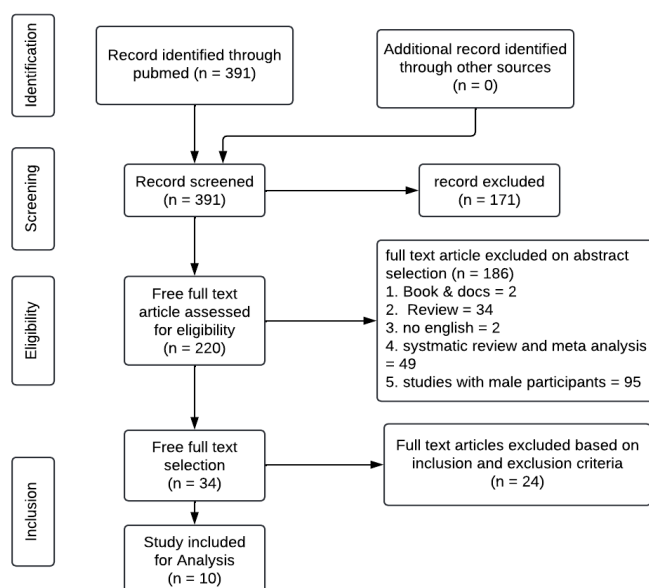 Identification
Record identified through
pubmed (n = 391)
Additional record identified
through other sources
(n = 0)
Screening
Record screened
(n = 391)
record excluded
(n = 171)
Eligibility
Free full text
article assessed
for eligibility
(n = 220)
full text article excluded on abstract
selection (n = 186)
1. Book & docs = 2
2. Review = 34
3. no english = 2
4. systmatic review and meta analysis
= 49
5. studies with male participants = 95
Inclusion
Free full text
selection
(n = 34)
Full text articles excluded based on
inclusion and exclusion criteria
(n = 24)
Study included
for Analysis
(n = 10)